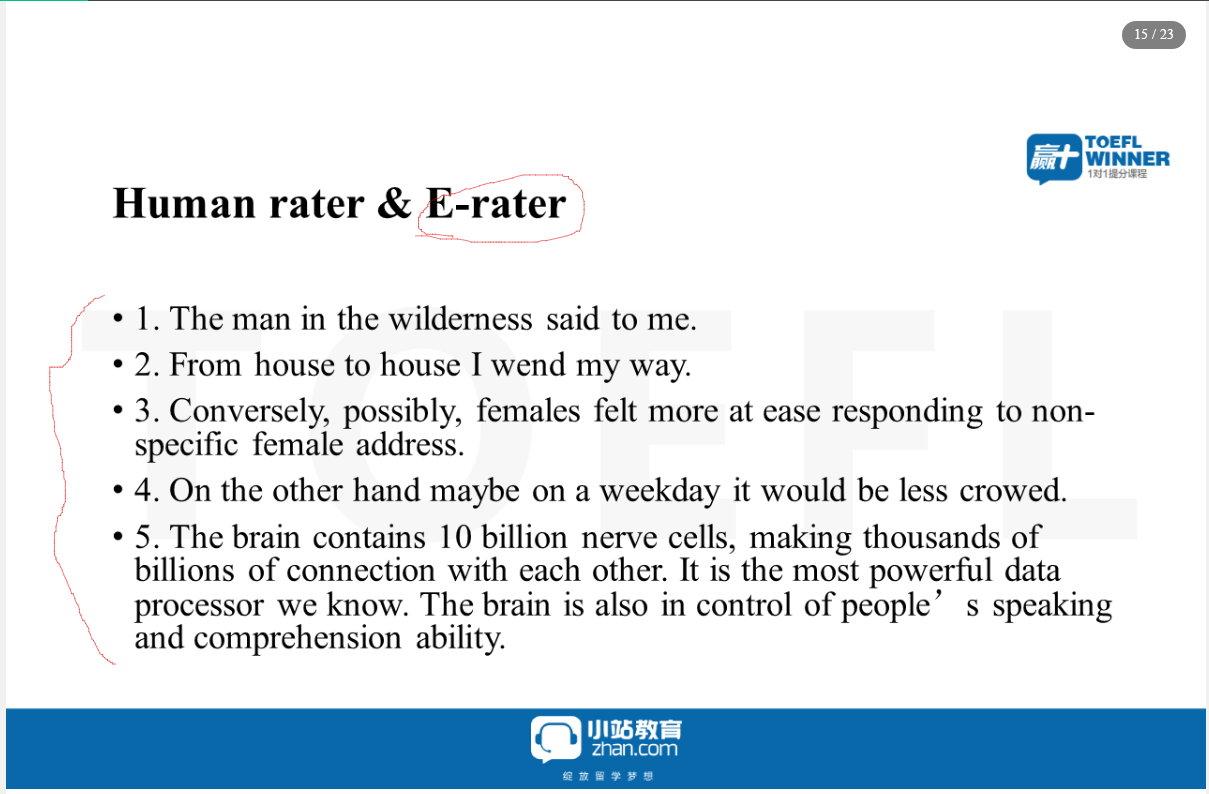 15 / 23
赢十 TOEFL
WINNER
1对1提分课程
Human rater & E-rater
TOEFL
• 1. The man in the wilderness said to me.
• 2. From house to house I wend my way.
• 3. Conversely, possibly, females felt more at ease responding to non-
specific female address.
• 4. On the other hand maybe on a weekday it would be less crowed.
• 5. The brain contains 10 billion nerve cells, making thousands of
billions of connection with each other. It is the most powerful data
processor we know. The brain is also in control of people’s speaking
and comprehension ability.
小站教育
zhan.com
绽放留学梦想